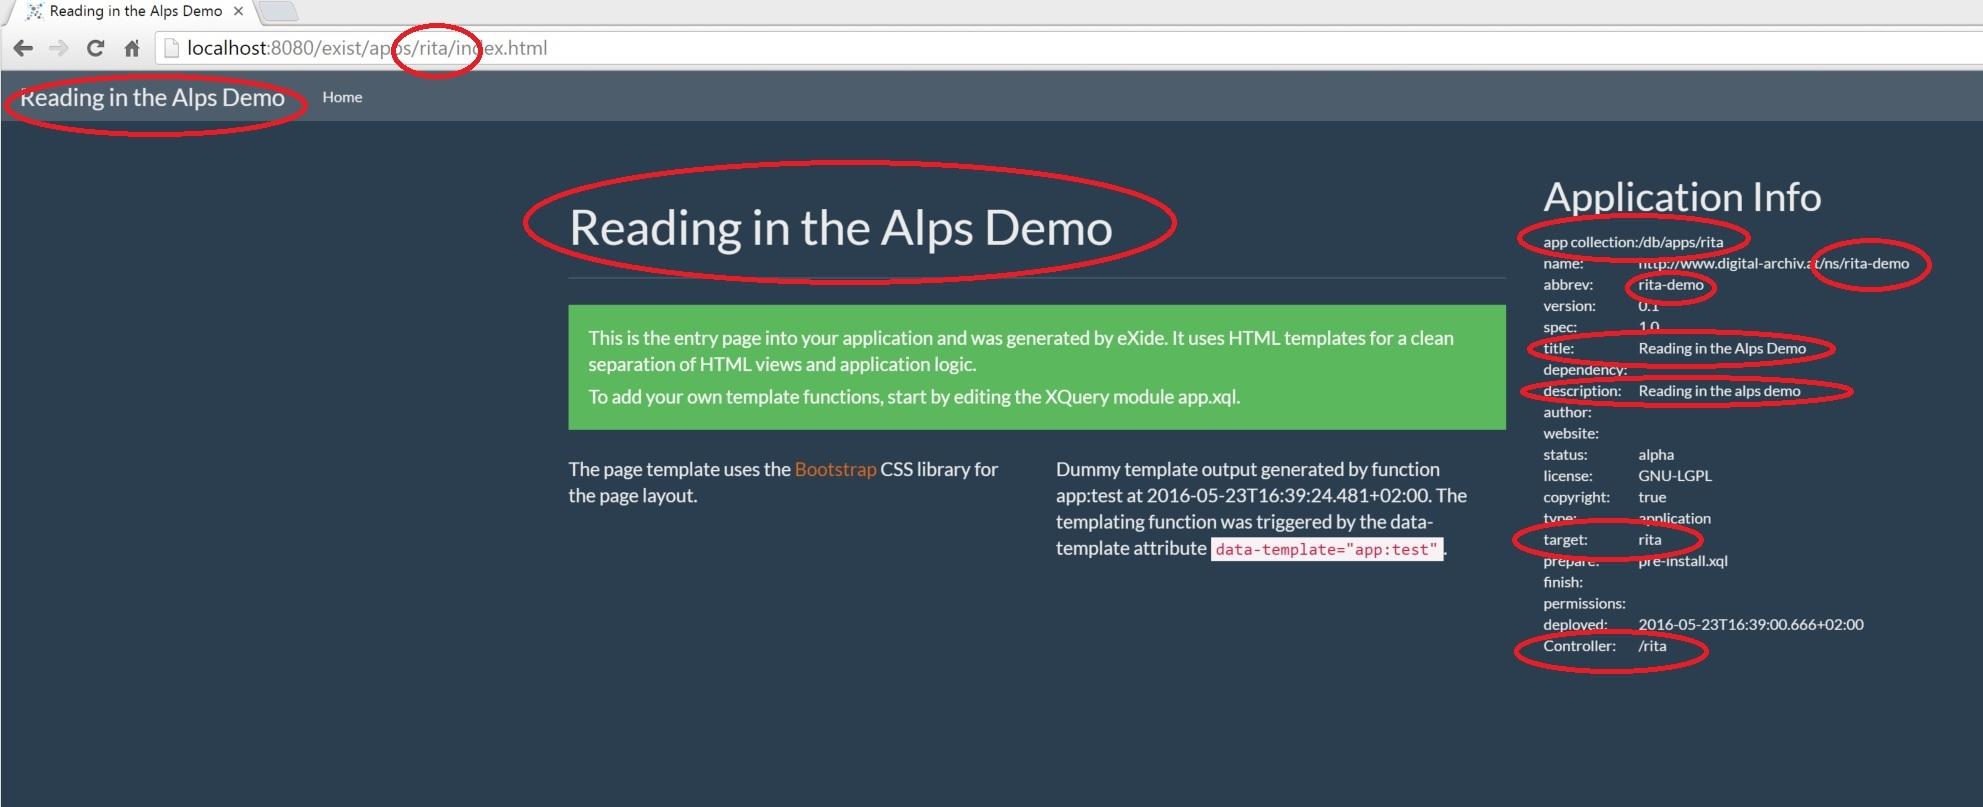 Reading in the Alps Demo
localhost:8080/exist/apps/rita/index.html
Reading in the Alps Demo Home
Reading in the Alps Demo
This is the entry page into your application and was generated by eXide. It uses HTML templates for a clean
separation of HTML views and application logic.
To add your own template functions, start by editing the XQuery module app.xql.
The page template uses the Bootstrap CSS library for
the page layout.
Dummy template output generated by function
app:test at 2016-05-23T16:39:24.481+02:00. The
templating function was triggered by the data-
template attribute data-template="app:test".
Application Info
app collection:/db/apps/rita
name: http://www.digital-archiv.at/ns/rita-demo
abbrev: rita-demo
version: 0.1
spec: 1.0
title: Reading in the Alps Demo
dependency:
description: Reading in the alps demo
author:
website:
status: alpha
license: GNU-LGPL
copyright: true
type: application
target: rita
prepare: pre-install.xql
finish:
permissions:
deployed: 2016-05-23T16:39:00.666+02:00
Controller: /rita